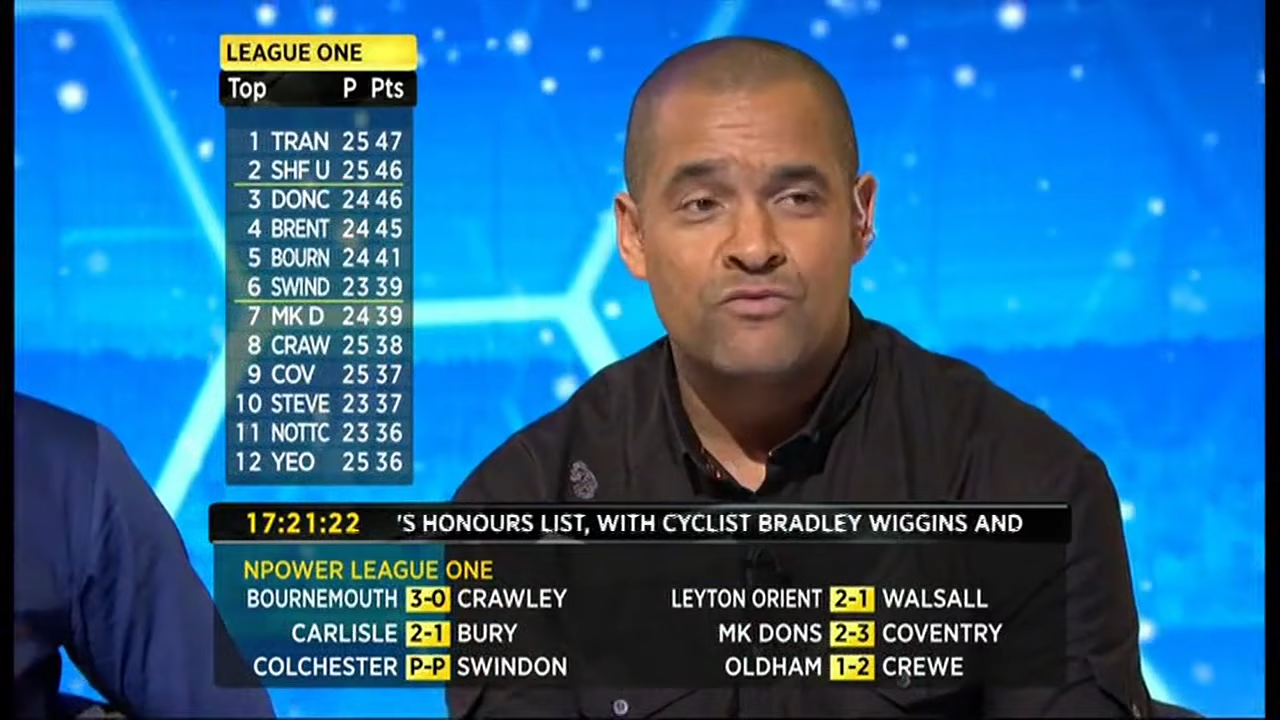 LEAGUE ONE
Top P Pts
1 TRAN 25 47
2 SHF U 25 46
3 DONC 24 46
4 BRENT 24 45
5 BOURN 24 41
6 SWIND 23 39
7 MK D 24 39
8 CRAW 25 38
9 COV 25 37
10 STEVE 23 37
11 NOTTC 23 36
12 YEO 25 36
17:21:22 'S HONOURS LIST, WITH CYCLIST BRADLEY WIGGINS AND
NPOWER LEAGUE ONE
BOURNEMOUTH 3-0 CRAWLEY LEYTON ORIENT 2-1 WALSALL
CARLISLE 2-1 BURY MK DONS 2-3 COVENTRY
COLCHESTER P-P SWINDON OLDHAM 1-2 CREWE